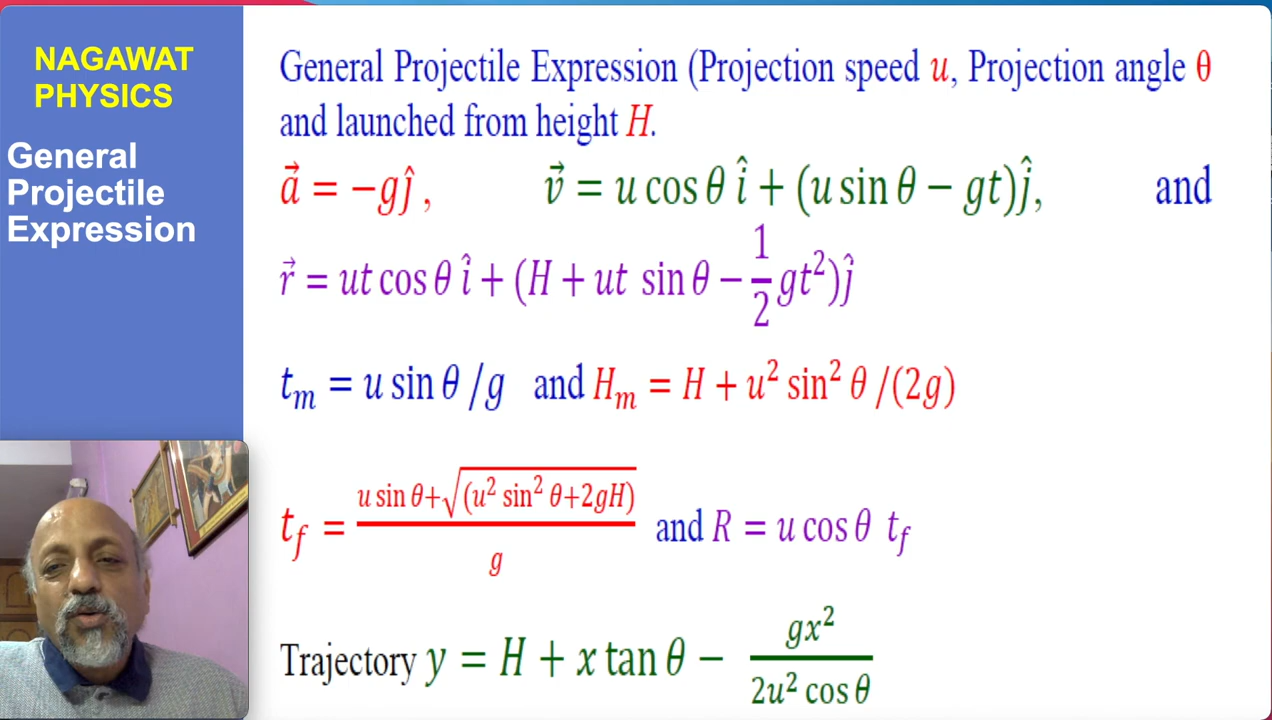 NAGAWAT
PHYSICS
General
Projectile
Expression
General Projectile Expression (Projection speed u, Projection angle θ
and launched from height H.
a⃗ = −gĵ, v⃗ = u cos θ î + (u sin θ − gt)ĵ, and
r⃗ = ut cos θ î + (H + ut sin θ − 1/2 gt²)ĵ
tₘ = u sin θ /g and Hₘ = H + u² sin² θ /(2g)
t_f = (u sin θ+√(u² sin² θ+2gH))/g and R = u cos θ t_f
Trajectory y = H + x tan θ − gx²/2u² cos θ